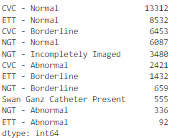 CVC - Normal 13312
ETT - Normal 8532
CVC - Borderline 6453
NGT - Normal 6087
NGT - Incompletely Imaged 3480
CVC - Abnormal 2421
ETT - Borderline 1432
NGT - Borderline 659
Swan Ganz Catheter Present 555
NGT - Abnormal 336
ETT - Abnormal 92
dtype: int64